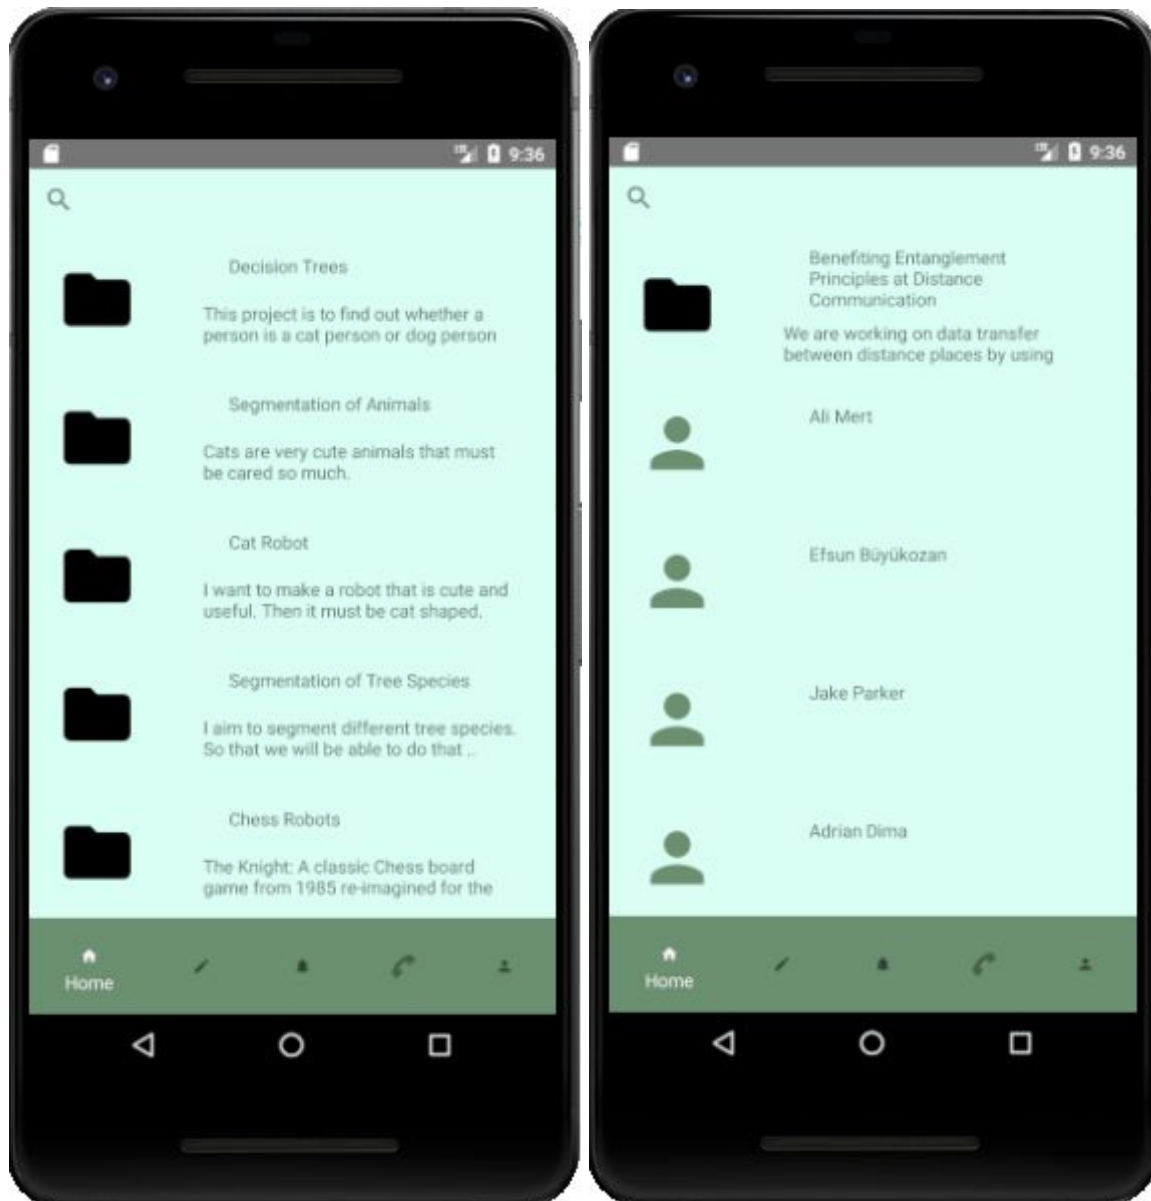 9:36
Decision Trees
This project is to find out whether a
person is a cat person or dog person
Segmentation of Animals
Cats are very cute animals that must
be cared so much.
Cat Robot
I want to make a robot that is cute and
useful. Then it must be cat shaped.
Segmentation of Tree Species
I aim to segment different tree species.
So that we will be able to do that ..
Chess Robots
The Knight: A classic Chess board
game from 1985 re-imagined for the
Home
9:36
Benefiting Entanglement
Principles at Distance
Communication
We are working on data transfer
between distance places by using
Ali Mert
Efsun Büyükozan
Jake Parker
Adrian Dima
Home